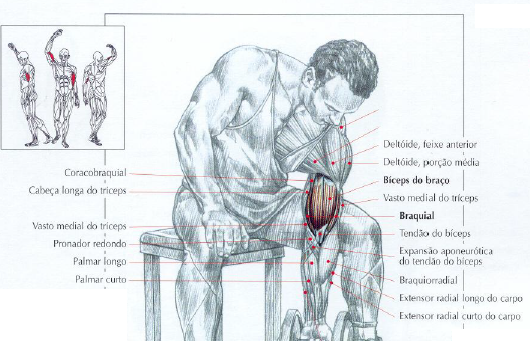 Coracobraquial
Cabeça longa do tríceps
Vasto medial do tríceps
Pronador redondo
Palmar longo
Palmar curto
Deltóide, feixe anterior
Deltóide, porção média
Bíceps do braço
Vasto medial do tríceps
Braquial
Tendão do bíceps
Expansão aponeurótica
do tendão do bíceps
Braquiorradial
Extensor radial longo do carpo
Extensor radial curto do carpo